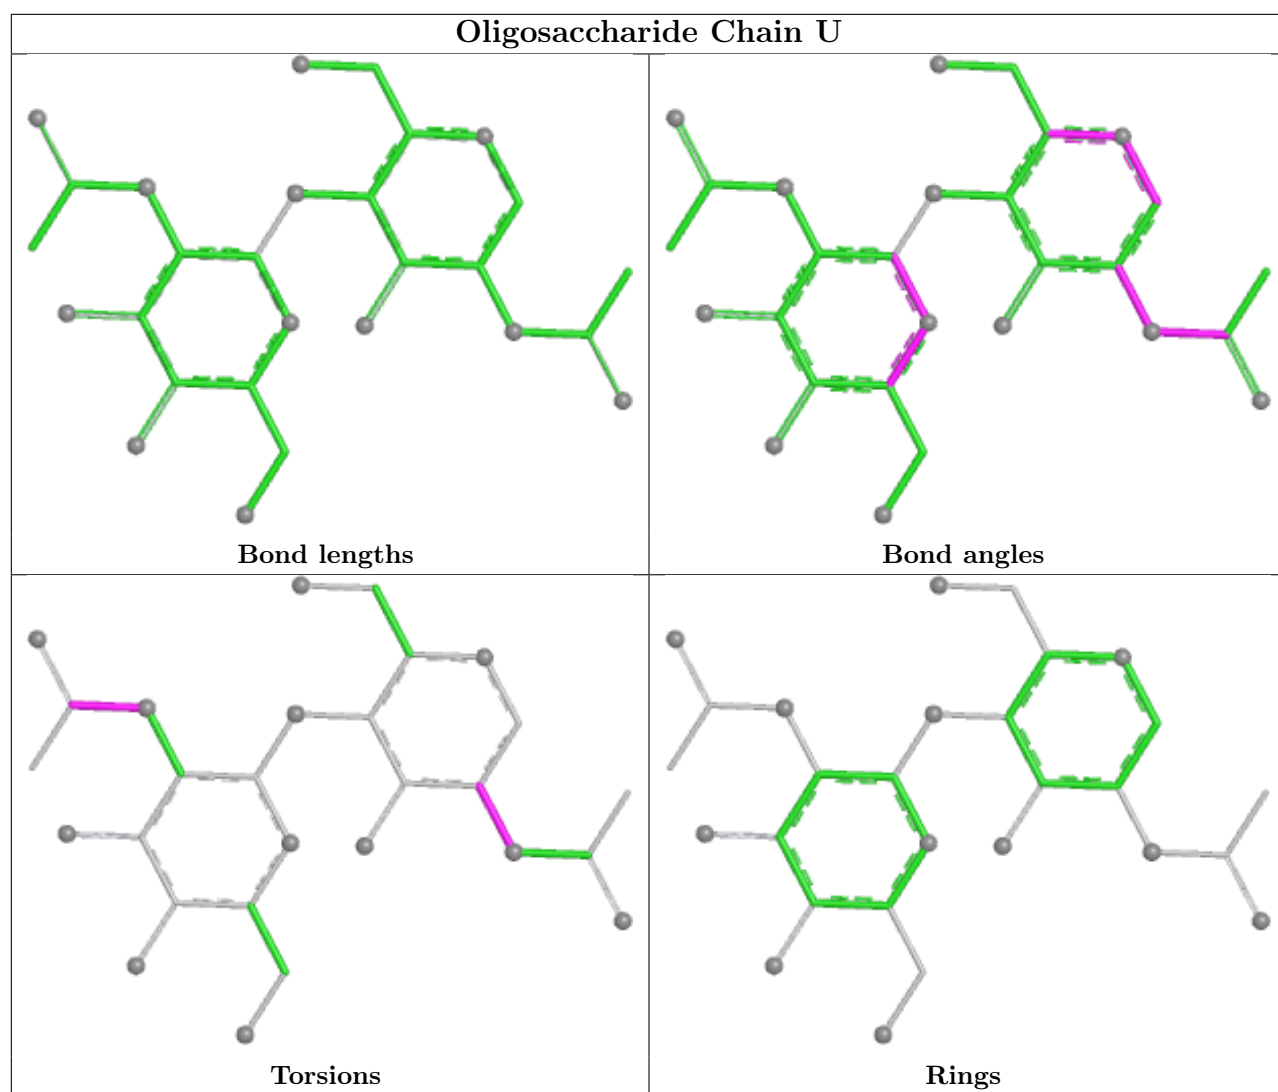 Oligosaccharide Chain U
Bond lengths
Bond angles
Torsions
Rings